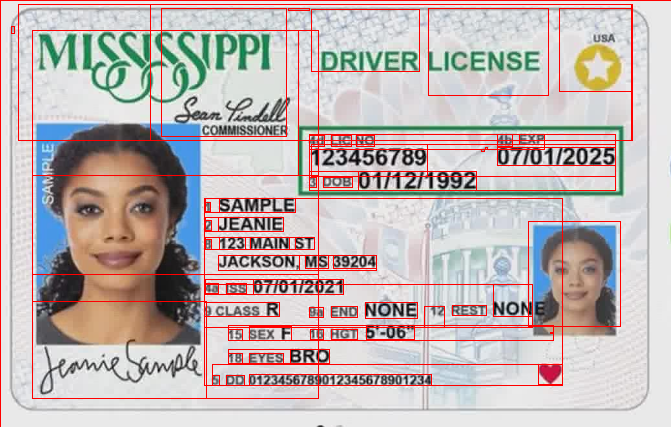 MISSISSIPPI
DRIVER LICENSE
USA
Sean Tindell
COMMISSIONER
4d LIC NO 4b EXP
123456789 07/01/2025
3 DOB 01/12/1992
SAMPLE
1 SAMPLE
2 JEANIE
8 123 MAIN ST
JACKSON, MS 39204
4a ISS 07/01/2021
9 CLASS R 9a END NONE 12 REST NONE
15 SEX F 16 HGT 5'-06"
18 EYES BRO
5 DD 0123456789012345678901234
Jeanie Sample